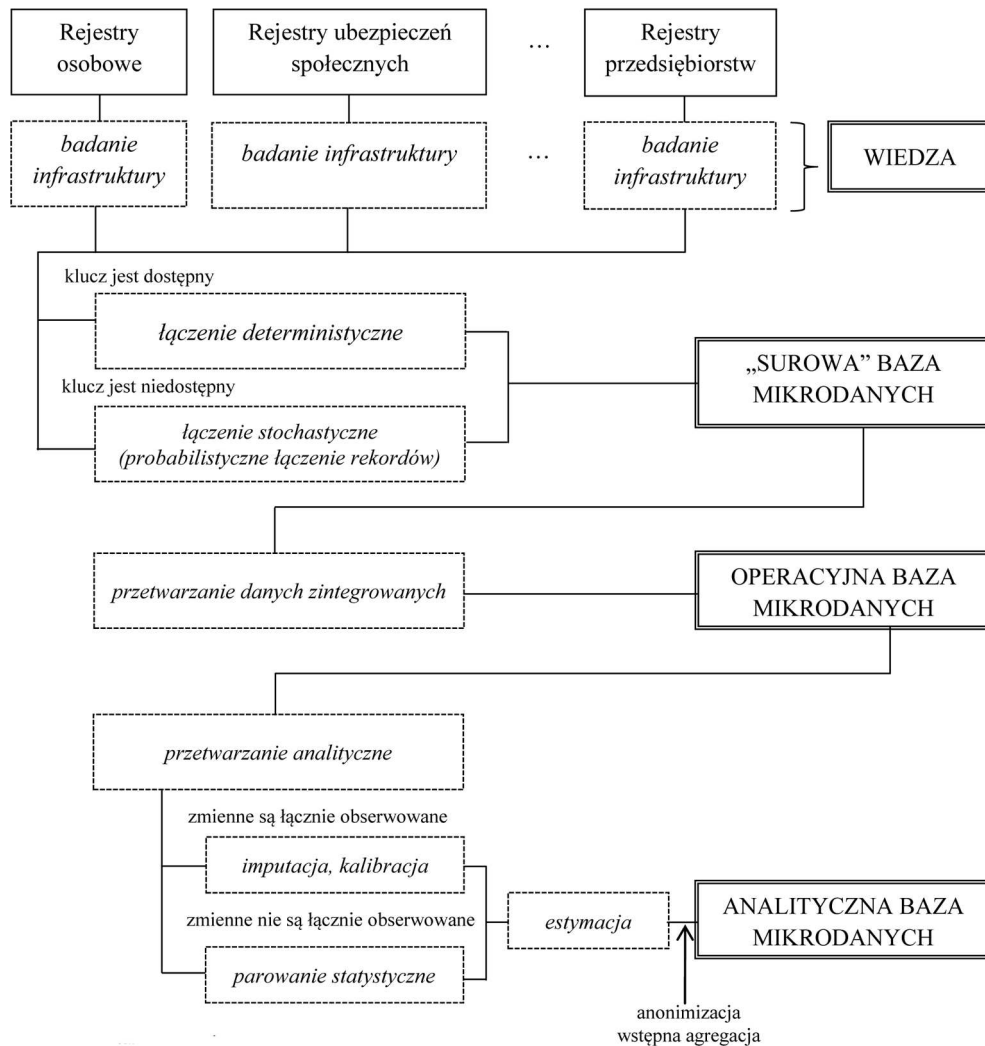 Rejestry
osobowe
Rejestry ubezpieczeń
społecznych
...
Rejestry
przedsiębiorstw
badanie
infrastruktury
badanie infrastruktury
...
badanie
infrastruktury
WIEDZA
klucz jest dostępny
łączenie deterministyczne
klucz jest niedostępny
łączenie stochastyczne
(probabilistyczne łączenie rekordów)
„SUROWA” BAZA
MIKRODANYCH
przetwarzanie danych zintegrowanych
OPERACYJNA BAZA
MIKRODANYCH
przetwarzanie analityczne
zmienne są łącznie obserwowane
imputacja, kalibracja
zmienne nie są łącznie obserwowane
parowanie statystyczne
estymacja
ANALITYCZNA BAZA
MIKRODANYCH
anonimizacja
wstępna agregacja